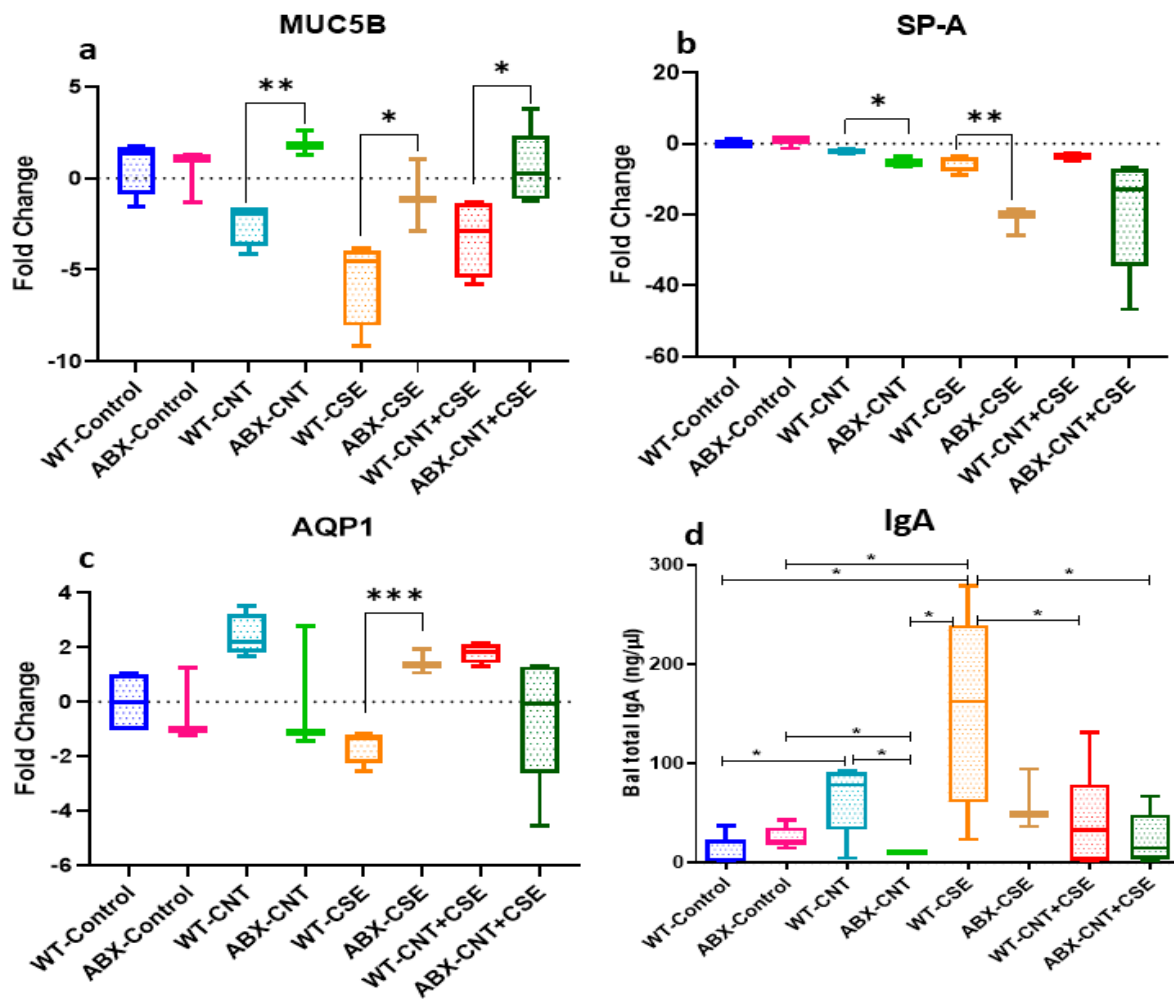 MUC5B
a
Fold Change
5
0
-5
-10
**
*
*
WT-Control
ABX-Control
WT-CNT
ABX-CNT
WT-CSE
ABX-CSE
WT-CNT+CSE
ABX-CNT+CSE
SP-A
b
Fold Change
20
0
-20
-40
-60
*
**
WT-Control
ABX-Control
WT-CNT
ABX-CNT
WT-CSE
ABX-CSE
WT-CNT+CSE
ABX-CNT+CSE
AQP1
c
Fold Change
4
2
0
-2
-4
-6
***
WT-Control
ABX-Control
WT-CNT
ABX-CNT
WT-CSE
ABX-CSE
WT-CNT+CSE
ABX-CNT+CSE
IgA
d
Bal total IgA (ng/µl)
300
200
100
0
*
*
*
*
*
*
*
*
WT-Control
ABX-Control
WT-CNT
ABX-CNT
WT-CSE
ABX-CSE
WT-CNT+CSE
ABX-CNT+CSE